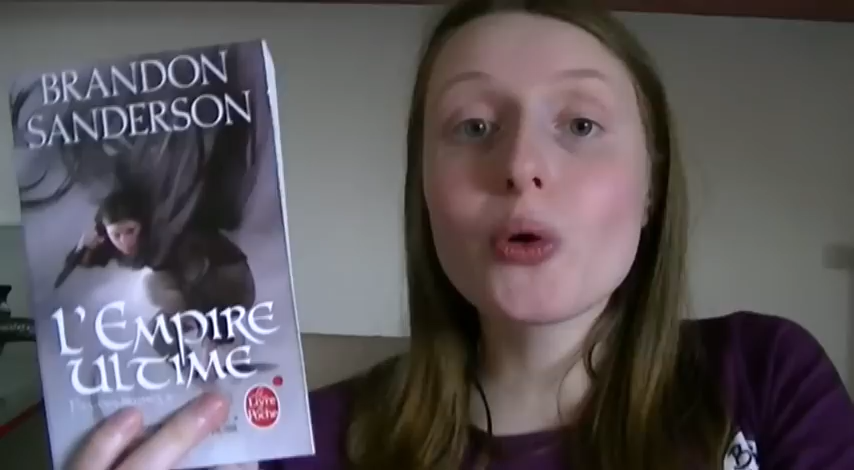 BRANDON
SANDERSON
L'EMPIRE
ULTIME
Le
Livre
de
Poche